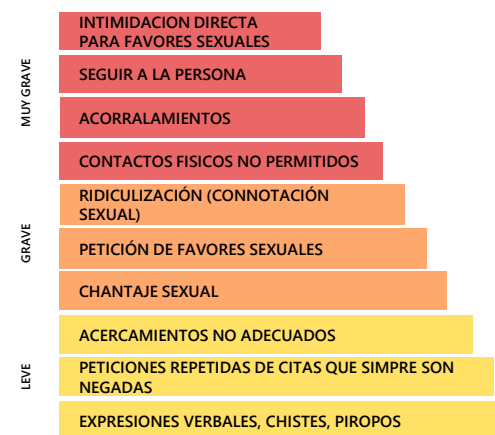 INTIMIDACION DIRECTA
PARA FAVORES SEXUALES
SEGUIR A LA PERSONA
MUY GRAVE
ACORRALAMIENTOS
CONTACTOS FISICOS NO PERMITIDOS
RIDICULIZACIÓN (CONNOTACIÓN
SEXUAL)
GRAVE
PETICIÓN DE FAVORES SEXUALES
CHANTAJE SEXUAL
ACERCAMIENTOS NO ADECUADOS
LEVE
PETICIONES REPETIDAS DE CITAS QUE SIMPRE SON
NEGADAS
EXPRESIONES VERBALES, CHISTES, PIROPOS